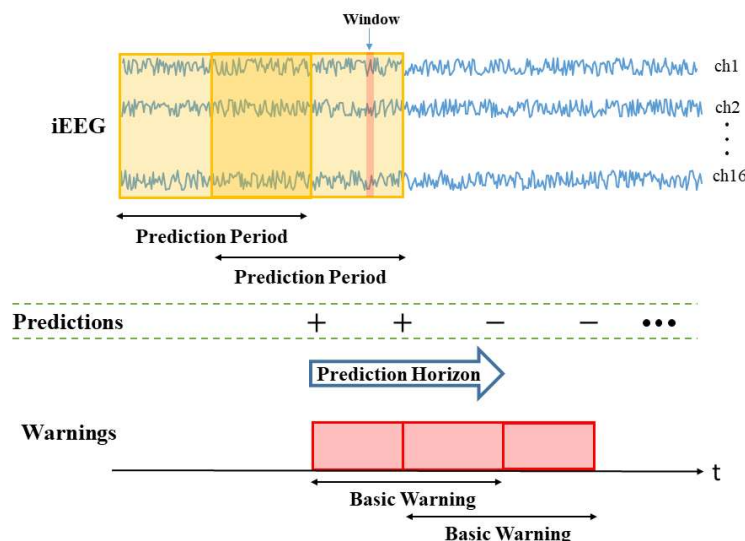 Window
ch1
ch2
iEEG
ch16
Prediction Period
Prediction Period
Predictions + + − − •••
Prediction Horizon
Warnings
t
Basic Warning
Basic Warning